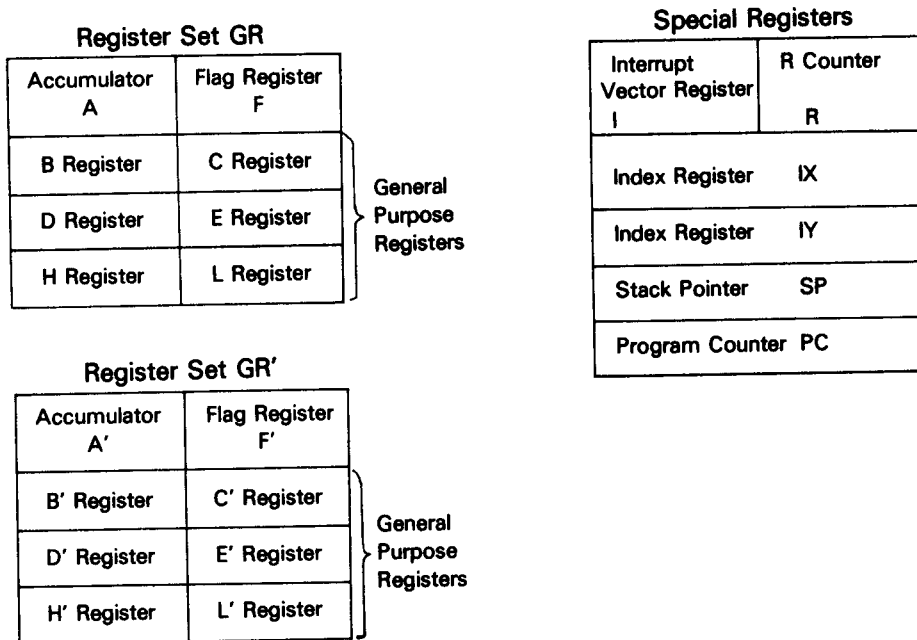 Register Set GR
Accumulator
A
Flag Register
F
B Register
C Register
D Register
E Register
H Register
L Register
General
Purpose
Registers
Special Registers
Interrupt
Vector Register
I
R Counter
R
Index Register IX
Index Register IY
Stack Pointer SP
Program Counter PC
Register Set GR'
Accumulator
A'
Flag Register
F'
B' Register
C' Register
D' Register
E' Register
H' Register
L' Register
General
Purpose
Registers